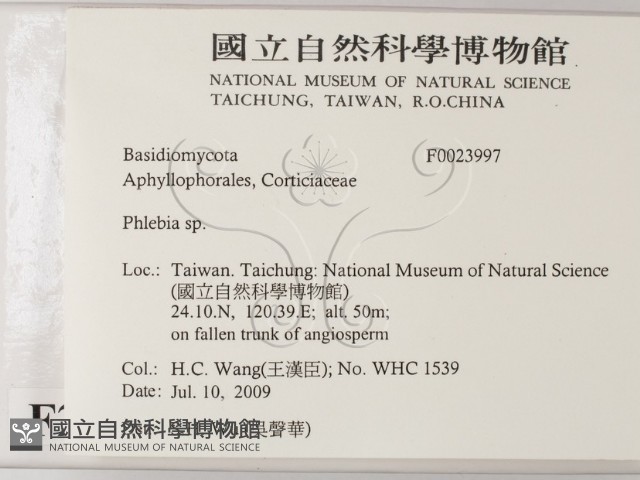 國立自然科學博物館
NATIONAL MUSEUM OF NATURAL SCIENCE
TAICHUNG, TAIWAN, R.O.CHINA
Basidiomycota F0023997
Aphyllophorales, Corticiaceae
Phlebia sp.
Loc.: Taiwan. Taichung: National Museum of Natural Science
(國立自然科學博物館)
24.10.N, 120.39.E; alt. 50m;
on fallen trunk of angiosperm
Col.: H.C. Wang(王漢臣); No. WHC 1539
Date: Jul. 10, 2009
吳聲華)
國立自然科學博物館
NATIONAL MUSEUM OF NATURAL SCIENCE